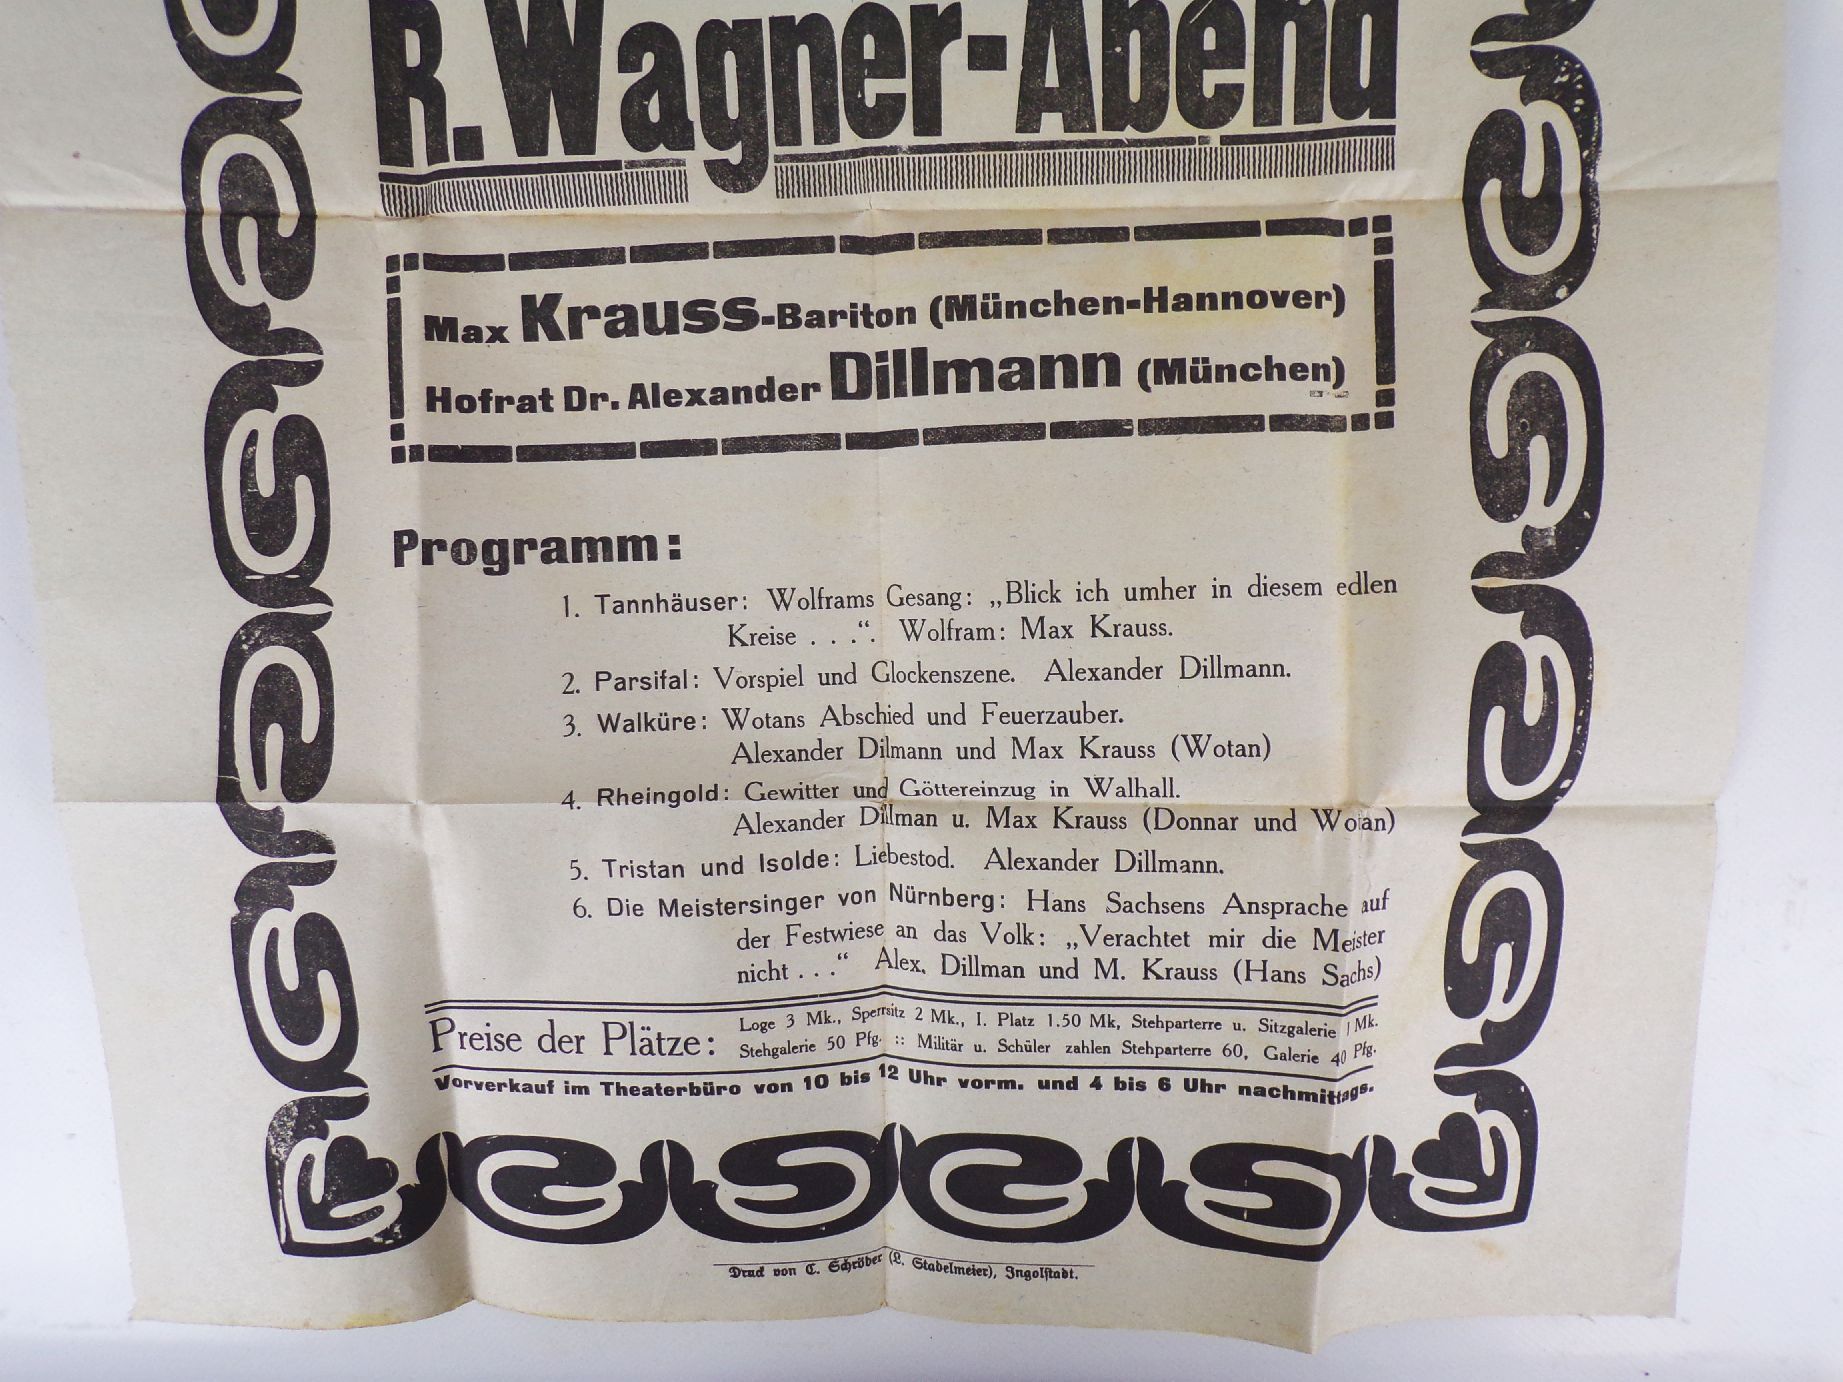 R. Wagner-Abend
Max Krauss-Bariton (München-Hannover)
Hofrat Dr. Alexander Dillmann (München)
Programm:
1. Tannhäuser: Wolframs Gesang: „Blick ich umher in diesem edlen
Kreise . . .“. Wolfram: Max Krauss.
2. Parsifal: Vorspiel und Glockenszene. Alexander Dillmann.
3. Walküre: Wotans Abschied und Feuerzauber.
Alexander Dilmann und Max Krauss (Wotan)
4. Rheingold: Gewitter und Göttereinzug in Walhall.
Alexander Dillman u. Max Krauss (Donnar und Wotan)
5. Tristan und Isolde: Liebestod. Alexander Dillmann.
6. Die Meistersinger von Nürnberg: Hans Sachsens Ansprache auf
der Festwiese an das Volk: „Verachtet mir die Meister
nicht . . .“ Alex. Dillman und M. Krauss (Hans Sachs)
Preise der Plätze: Loge 3 Mk., Sperrsitz 2 Mk., I. Platz 1.50 Mk, Stehparterre u. Sitzgalerie 1 Mk.
Stehgalerie 50 Pfg. :: Militär u. Schüler zahlen Stehparterre 60, Galerie 40 Pfg.
Vorverkauf im Theaterbüro von 10 bis 12 Uhr vorm. und 4 bis 6 Uhr nachmittags.
Druck von C. Schröder (L. Stadelmeier), Ingolstadt.